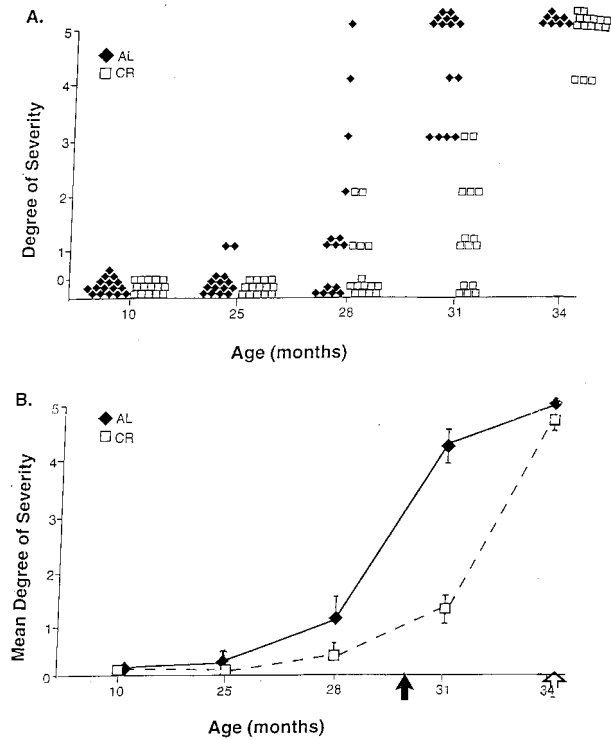 A.
5
AL
CR
4
3
2
1
0
Degree of Severity
10 25 28 31 34
Age (months)
B.
5
AL
CR
4
3
2
1
0
Mean Degree of Severity
10 25 28 31 34
Age (months)